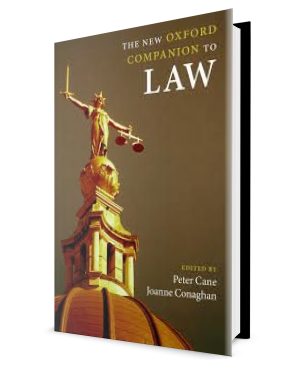 THE NEW OXFORD
COMPANION TO
LAW
EDITED BY
Peter Cane
Joanne Conaghan